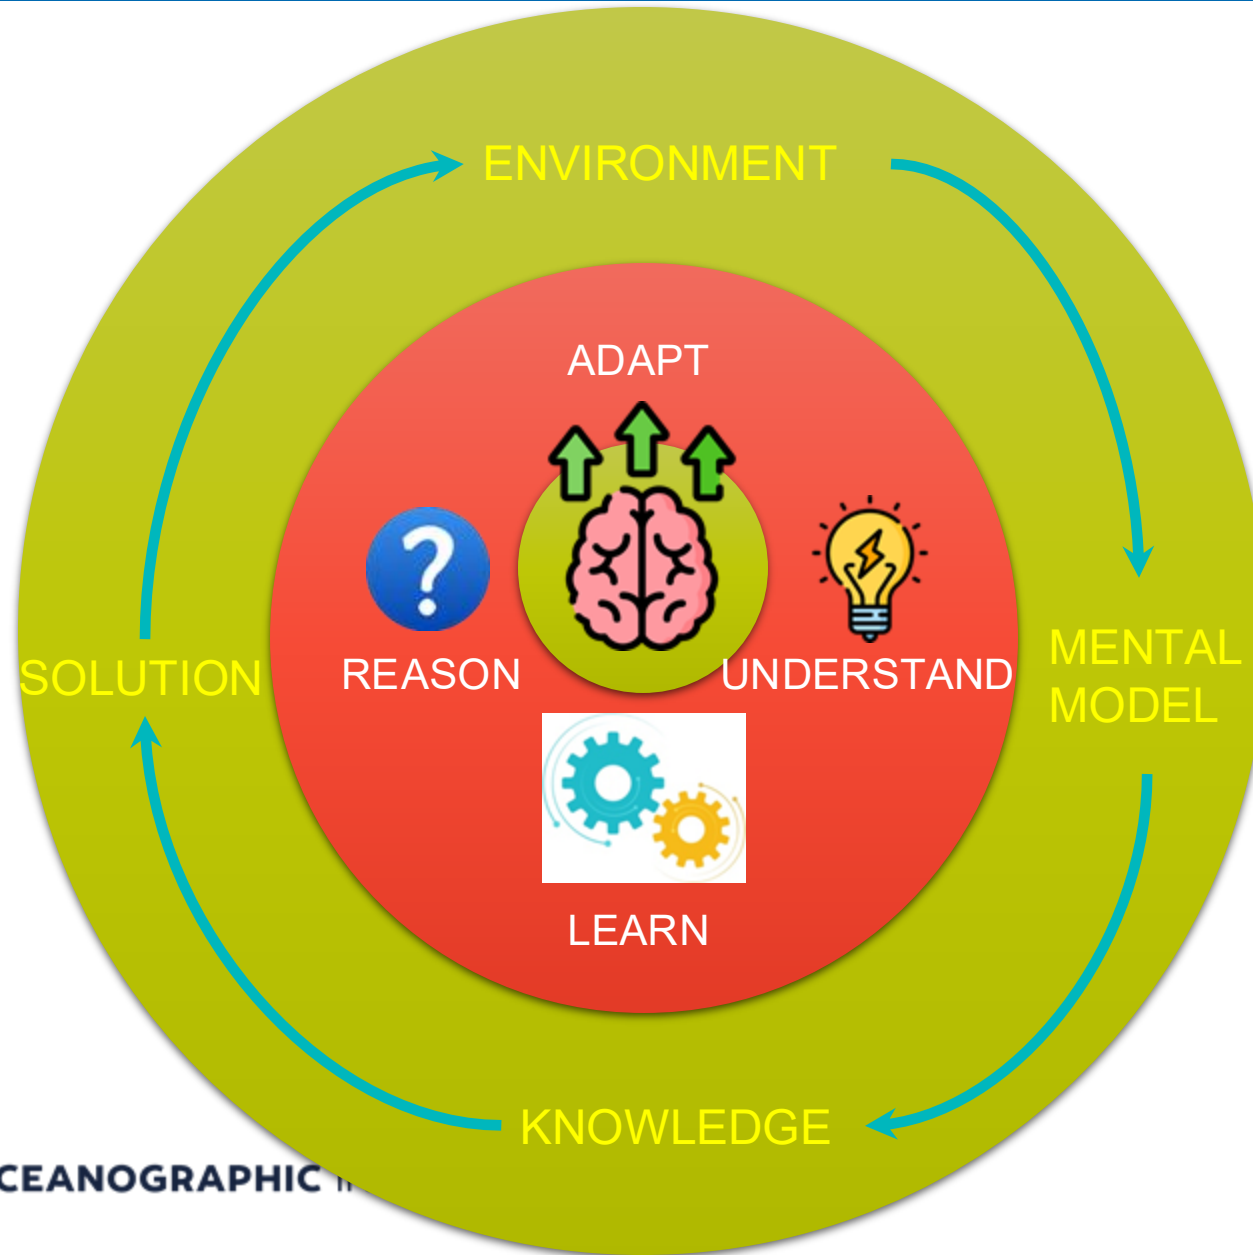 ENVIRONMENT
ADAPT
?
REASON
UNDERSTAND
SOLUTION
MENTAL
MODEL
LEARN
KNOWLEDGE
CEANOGRAPHIC